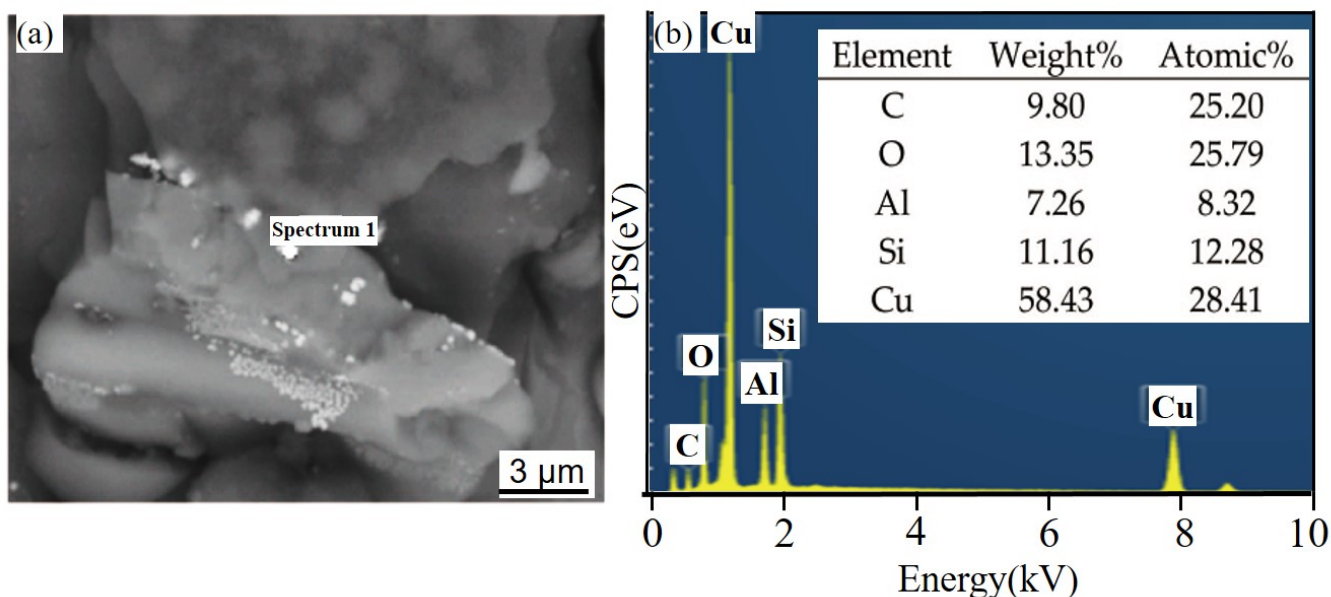 (a)
Spectrum 1
3 μm
(b)
Cu
Element Weight% Atomic%
C 9.80 25.20
O 13.35 25.79
Al 7.26 8.32
Si 11.16 12.28
Cu 58.43 28.41
CPS(eV)
O
Si
Al
C
Cu
0 2 4 6 8 10
Energy(kV)